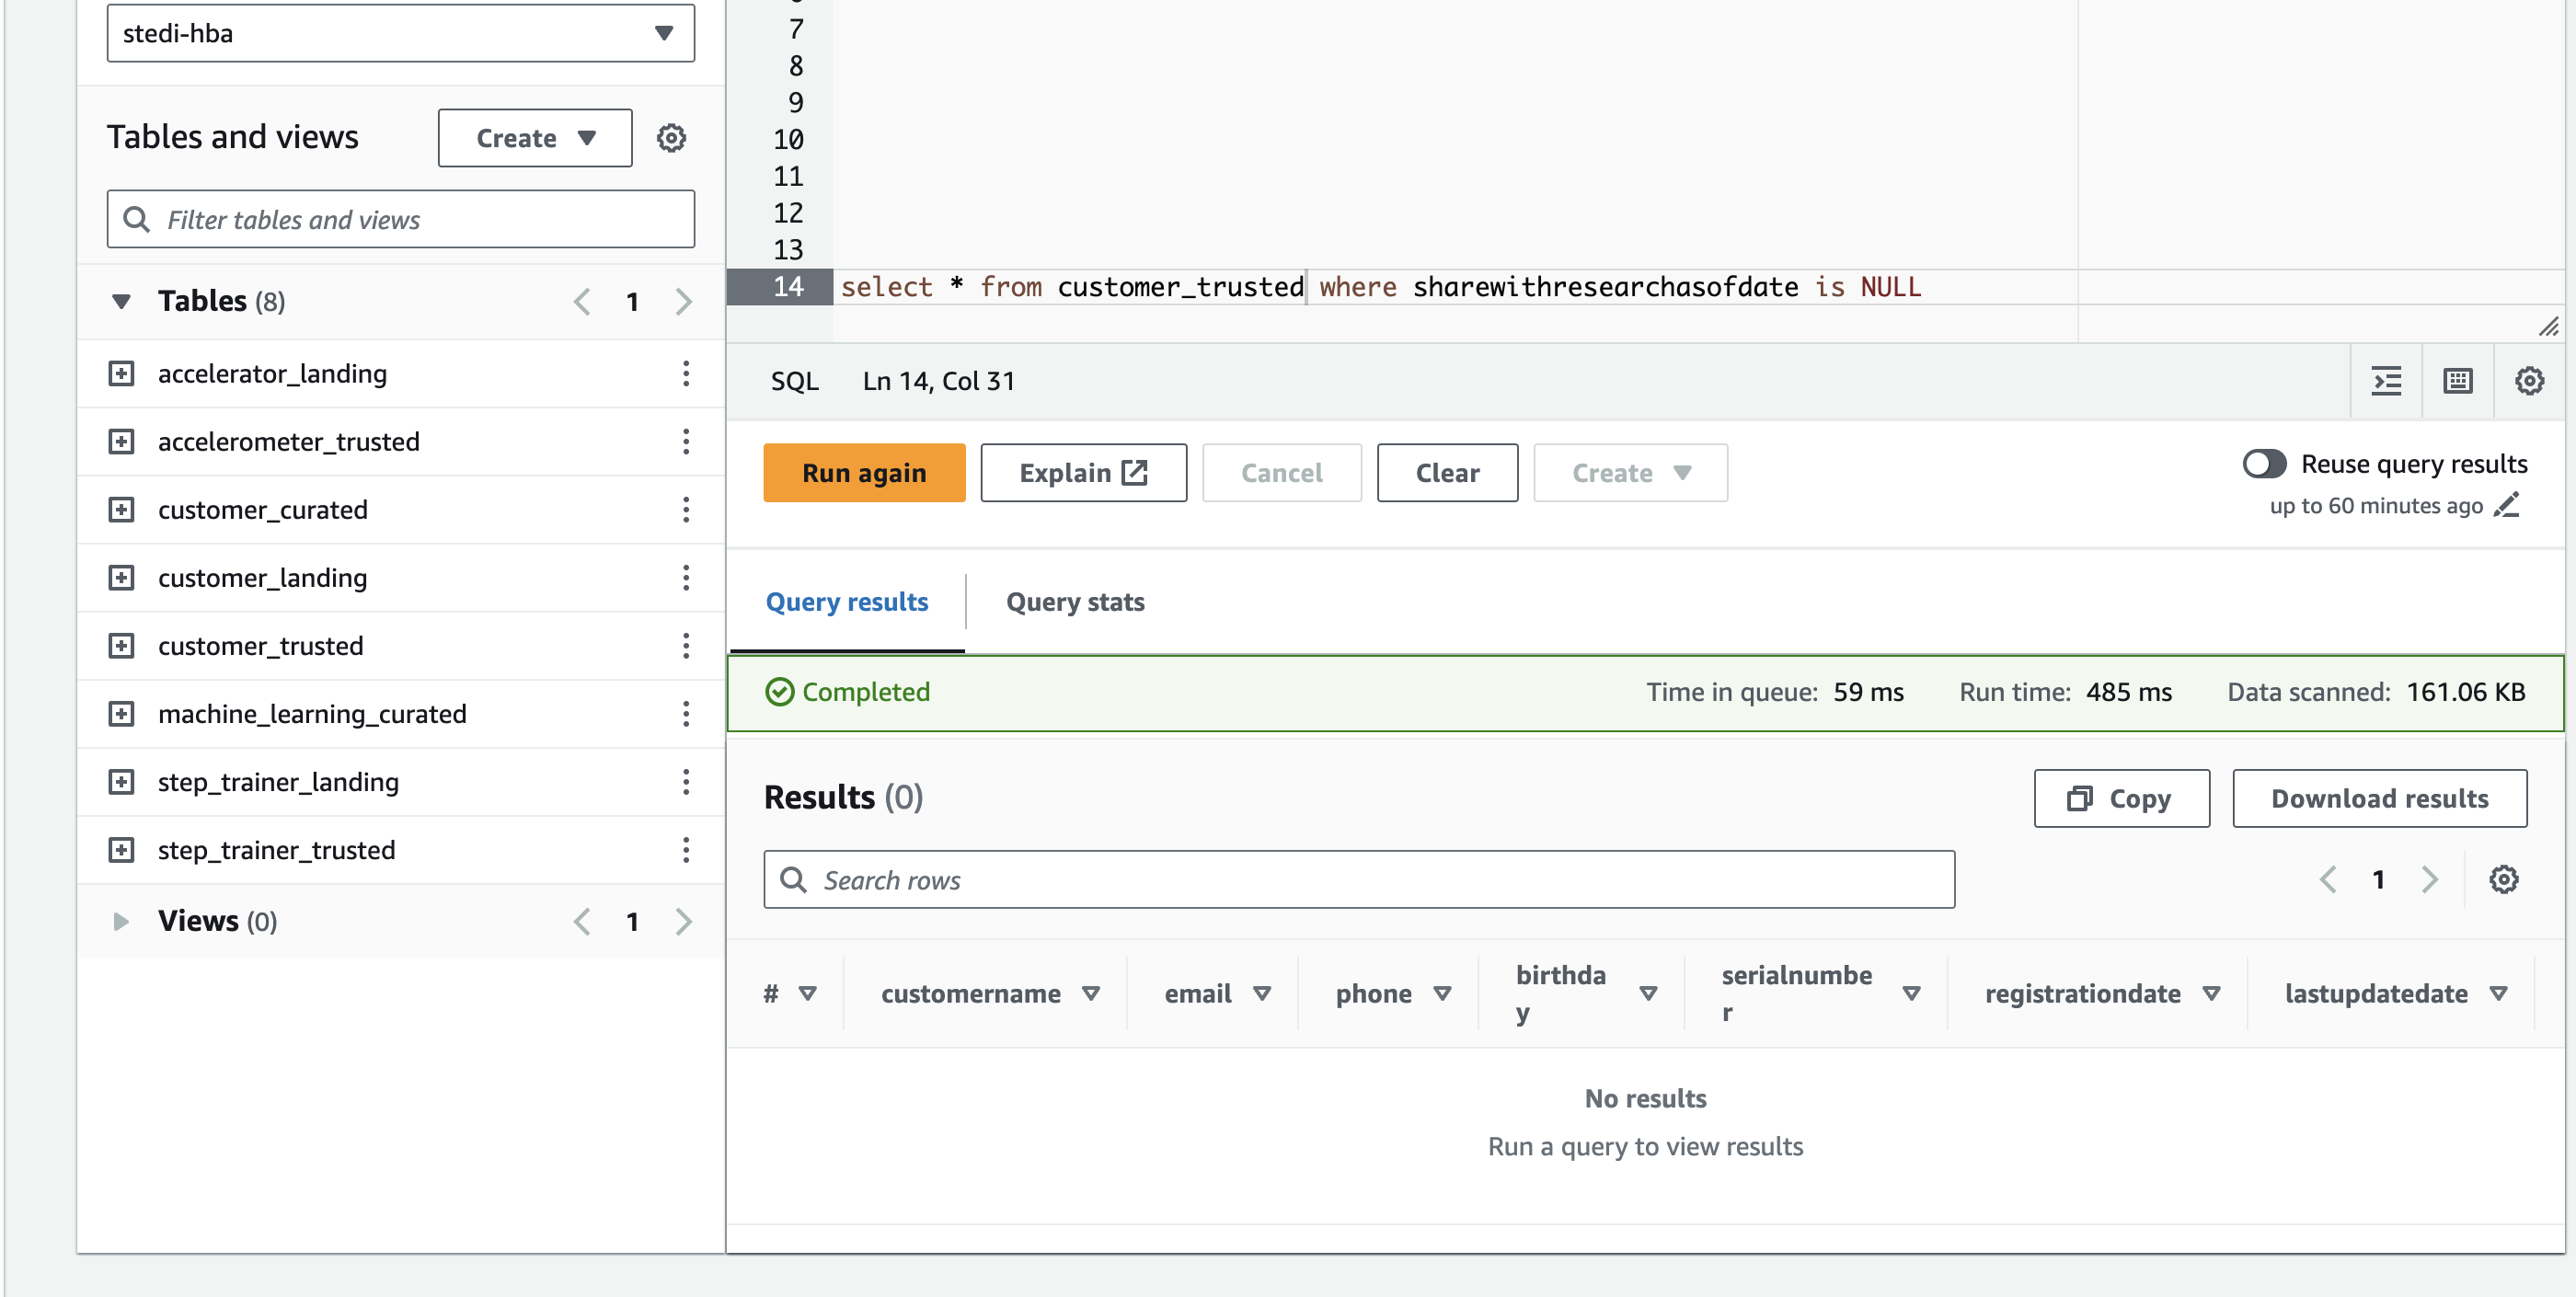 stedi-hba
Tables and views
Create
Filter tables and views
Tables (8)
1
accelerator_landing
accelerometer_trusted
customer_curated
customer_landing
customer_trusted
machine_learning_curated
step_trainer_landing
step_trainer_trusted
Views (0)
1
7
8
9
10
11
12
13
14 select * from customer_trusted where sharewithresearchasofdate is NULL
SQL Ln 14, Col 31
Run again Explain Cancel Clear Create
Reuse query results
up to 60 minutes ago
Query results Query stats
Completed Time in queue: 59 ms Run time: 485 ms Data scanned: 161.06 KB
Results (0) Copy Download results
Search rows 1
# customername email phone birthda
y serialnumbe
r registrationdate lastupdatedate
No results
Run a query to view results